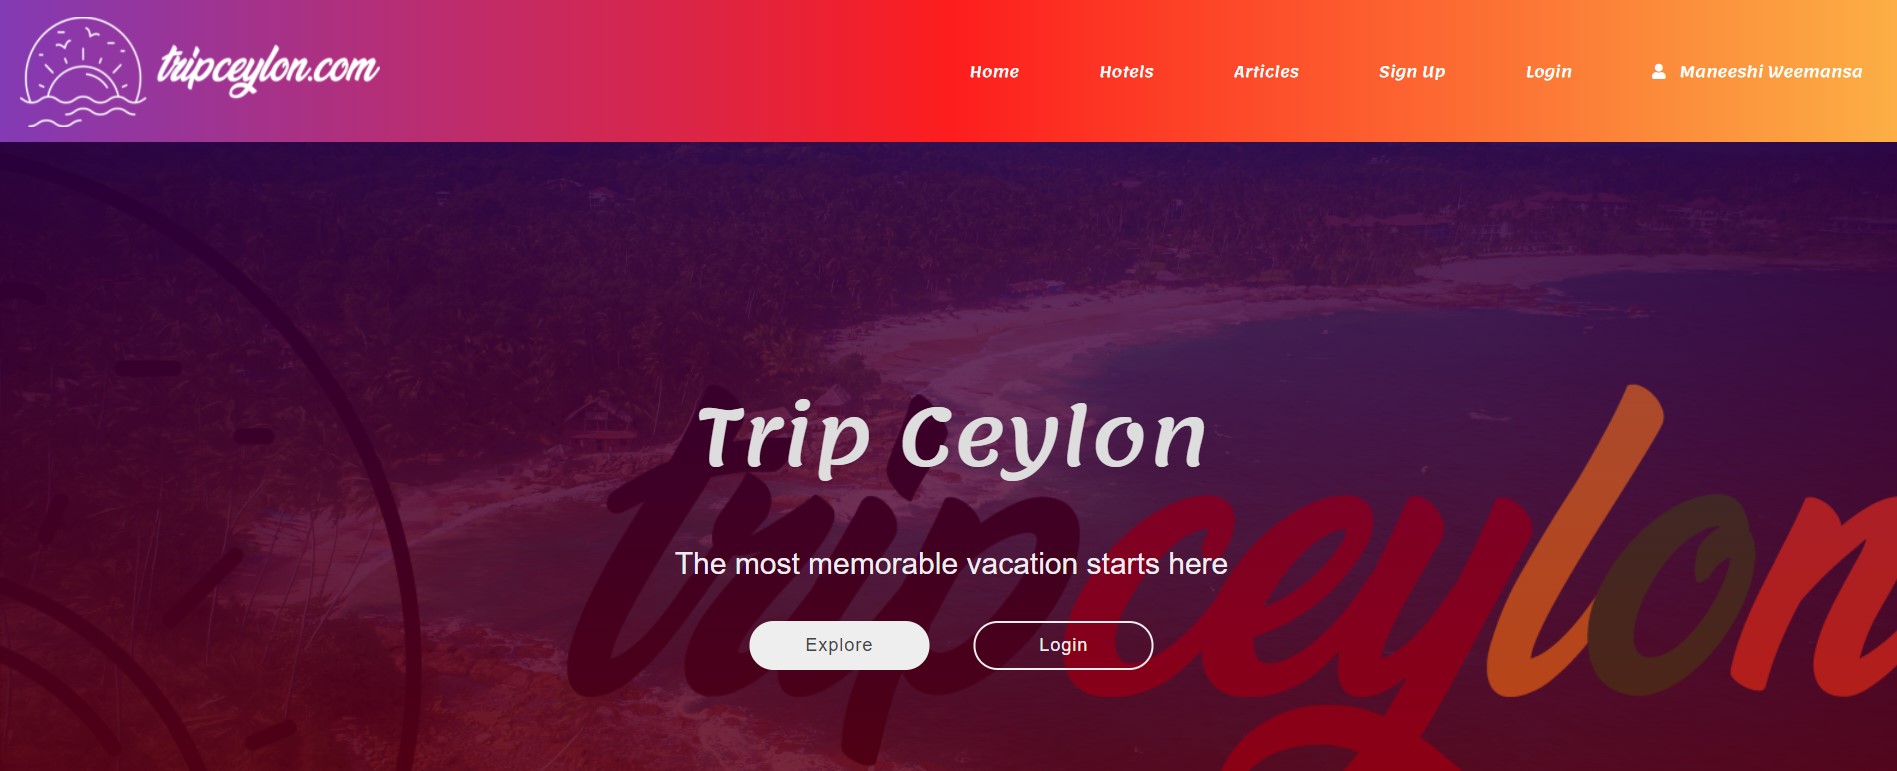 tripceylon.com
Home Hotels Articles Sign Up Login Maneeshi Weemansa
Trip Ceylon
tripceylon
The most memorable vacation starts here
Explore Login